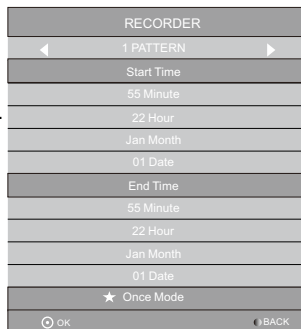 RECORDER
1 PATTERN
Start Time
55 Minute
22 Hour
Jan Month
01 Date
End Time
55 Minute
22 Hour
Jan Month
01 Date
★ Once Mode
OK BACK